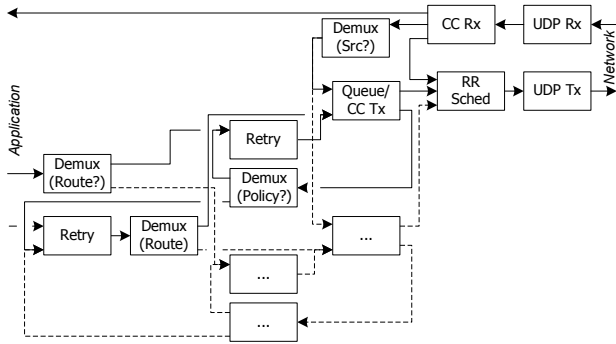 Demux
(Src?)
CC Rx
UDP Rx
Network
Application
Queue/
CC Tx
RR
Sched
UDP Tx
Retry
Demux
(Route?)
Demux
(Policy?)
Retry
Demux
(Route)
...
...
...